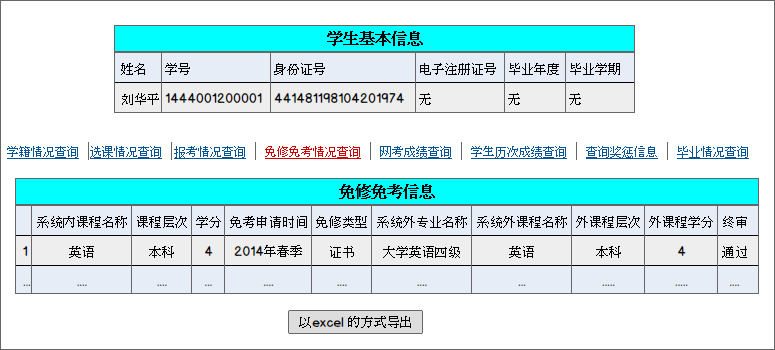 学生基本信息
姓名 学号 身份证号 电子注册证号 毕业年度 毕业学期
刘华平 1444001200001 441481198104201974 无 无 无
学籍情况查询 选课情况查询 报考情况查询 免修免考情况查询 网考成绩查询 学生历次成绩查询 查询奖惩信息 毕业情况查询
免修免考信息
系统内课程名称 课程层次 学分 免考申请时间 免修类型 系统外专业名称 系统外课程名称 外课程层次 外课程学分 终审
1 英语 本科 4 2014年春季 证书 大学英语四级 英语 本科 4 通过
... .... .... ... .... .... .... .... ..... ..... ....
以excel 的方式导出